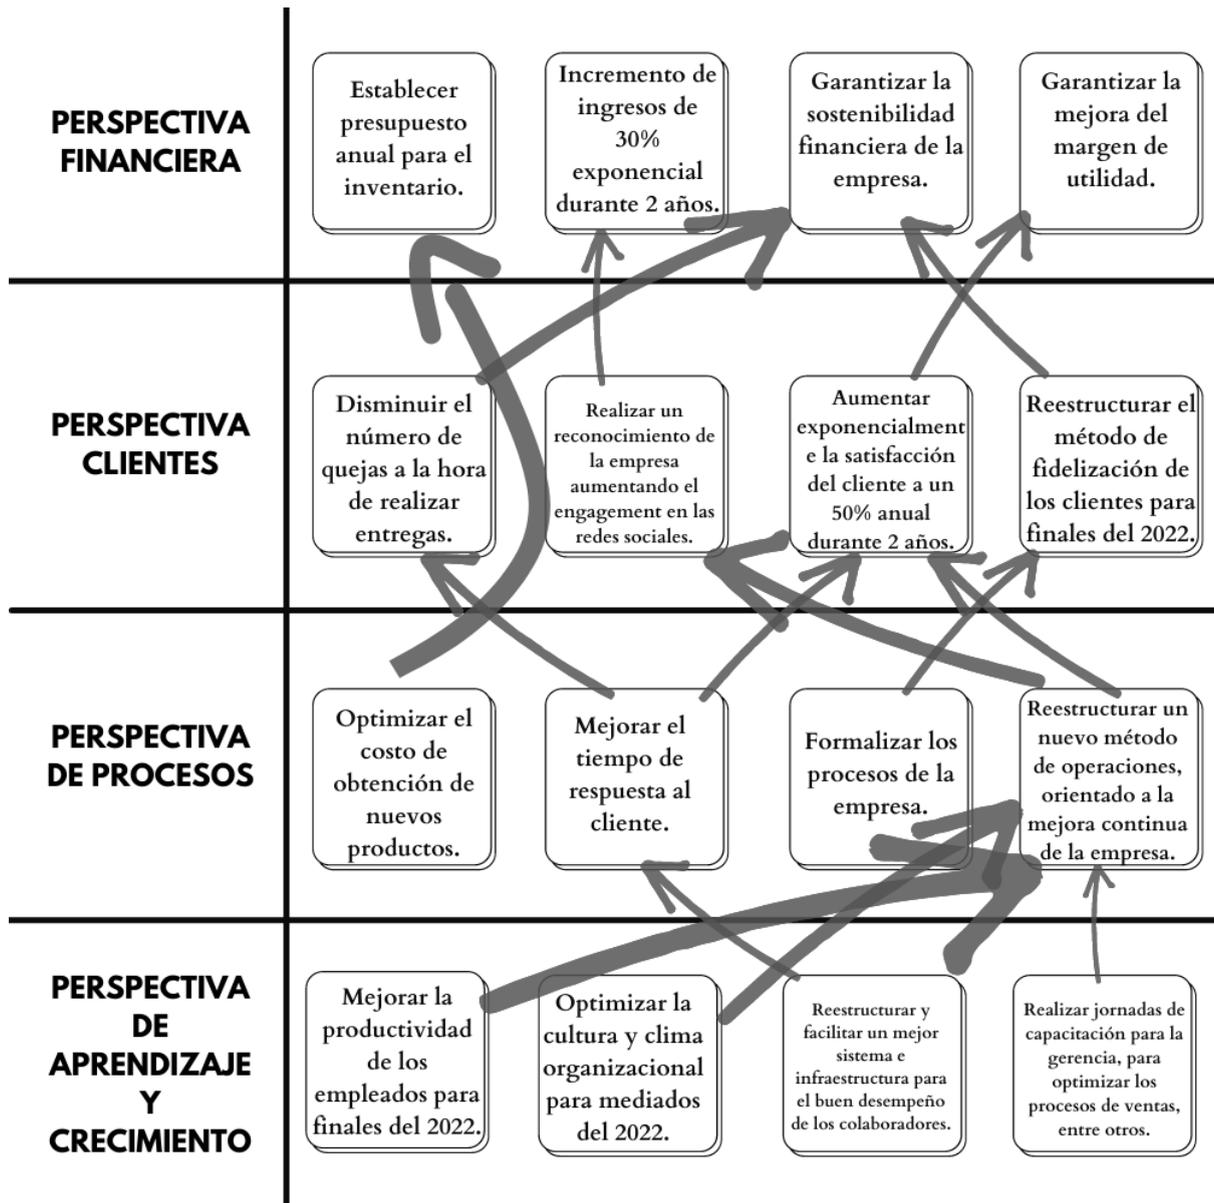 PERSPECTIVA
FINANCIERA
Establecer
presupuesto
anual para el
inventario.
Incremento de
ingresos de
30%
exponencial
durante 2 años.
Garantizar la
sostenibilidad
financiera de la
empresa.
Garantizar la
mejora del
margen de
utilidad.
PERSPECTIVA
CLIENTES
Disminuir el
número de
quejas a la hora
de realizar
entregas.
Realizar un
reconocimiento de
la empresa
aumentando el
engagement en las
redes sociales.
Aumentar
exponencialment
e la satisfacción
del cliente a un
50% anual
durante 2 años.
Reestructurar el
método de
fidelización de
los clientes para
finales del 2022.
PERSPECTIVA
DE PROCESOS
Optimizar el
costo de
obtención de
nuevos
productos.
Mejorar el
tiempo de
respuesta al
cliente.
Formalizar los
procesos de la
empresa.
Reestructurar un
nuevo método
de operaciones,
orientado a la
mejora continua
de la empresa.
PERSPECTIVA
DE
APRENDIZAJE
Y
CRECIMIENTO
Mejorar la
productividad
de los
empleados para
finales del 2022.
Optimizar la
cultura y clima
organizacional
para mediados
del 2022.
Reestructurar y
facilitar un mejor
sistema e
infraestructura para
el buen desempeño
de los colaboradores.
Realizar jornadas de
capacitación para la
gerencia, para
optimizar los
procesos de ventas,
entre otros.